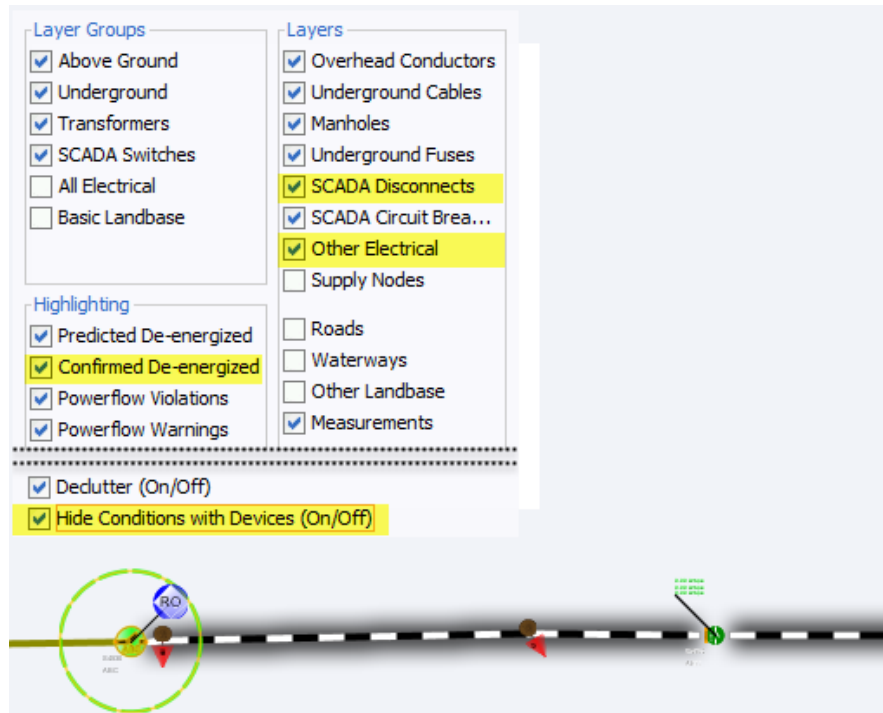 Layer Groups
Above Ground
Underground
Transformers
SCADA Switches
All Electrical
Basic Landbase
Highlighting
Predicted De-energized
Confirmed De-energized
Powerflow Violations
Powerflow Warnings
Layers
Overhead Conductors
Underground Cables
Manholes
Underground Fuses
SCADA Disconnects
SCADA Circuit Brea...
Other Electrical
Supply Nodes
Roads
Waterways
Other Landbase
Measurements
Declutter (On/Off)
Hide Conditions with Devices (On/Off)
RO
ABC